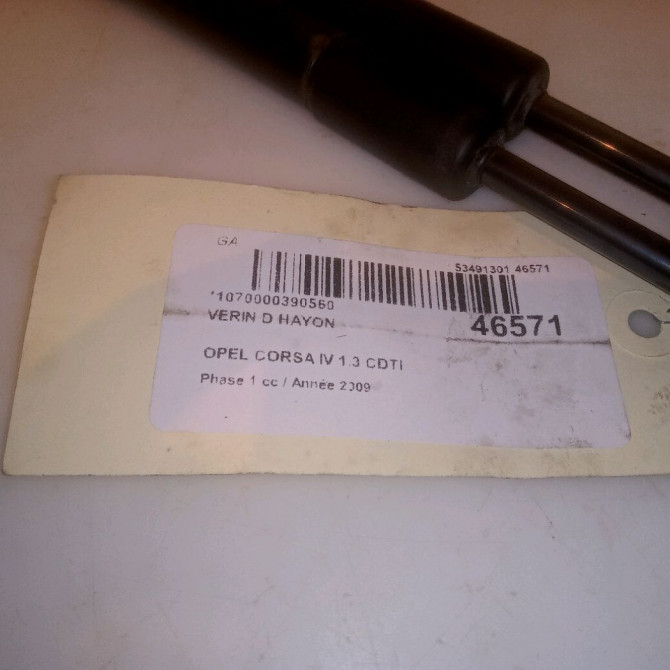 GA
53491301 46571
*1070000390560
VERIN D HAYON
46571
OPEL CORSA IV 1.3 CDTI
Phase 1 cc / Année 2009